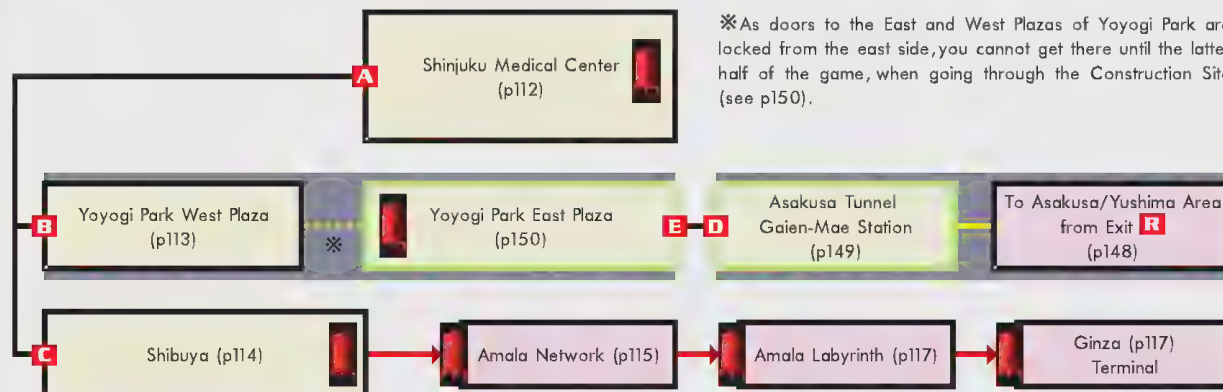 ※As doors to the East and West Plazas of Yoyogi Park are
locked from the east side, you cannot get there until the latter
half of the game, when going through the Construction Site
(see p150).
A
Shinjuku Medical Center
(p112)
B
Yoyogi Park West Plaza
(p113)
※
Yoyogi Park East Plaza
(p150)
E
D
Asakusa Tunnel
Gaien-Mae Station
(p149)
To Asakusa/Yushima Area
from Exit R
(p148)
C
Shibuya (p114)
Amala Network (p115)
Amala Labyrinth (p117)
Ginza (p117)
Terminal